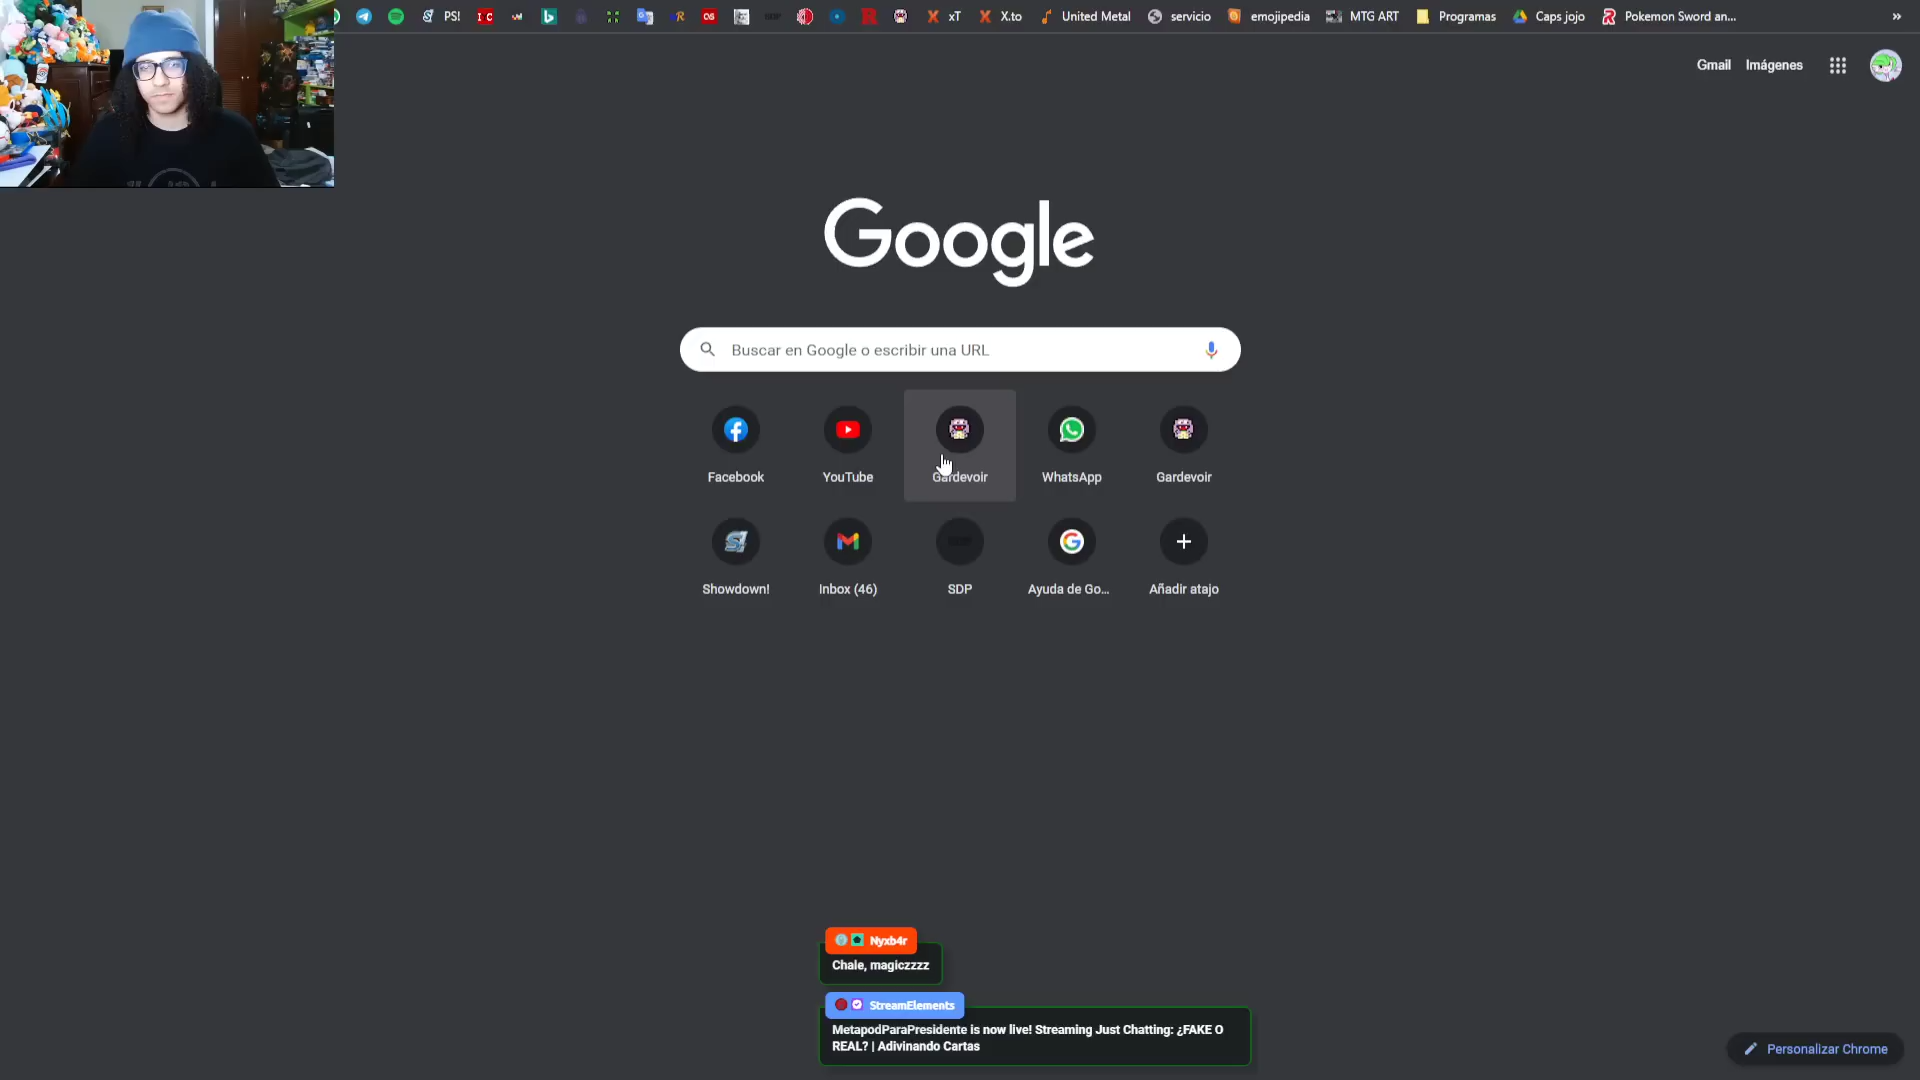 PS!
xT
X.to
United Metal
servicio
emojipedia
MTG ART
Programas
Caps jojo
Pokemon Sword an...
»
Gmail
Imágenes
Google
Buscar en Google o escribir una URL
Facebook
YouTube
Gardevoir
WhatsApp
Gardevoir
Showdown!
Inbox (46)
SDP
Ayuda de Go...
Añadir atajo
Nyxb4r
Chale, magiczzzz
StreamElements
MetapodParaPresidente is now live! Streaming Just Chatting: ¿FAKE O
REAL? | Adivinando Cartas
Personalizar Chrome